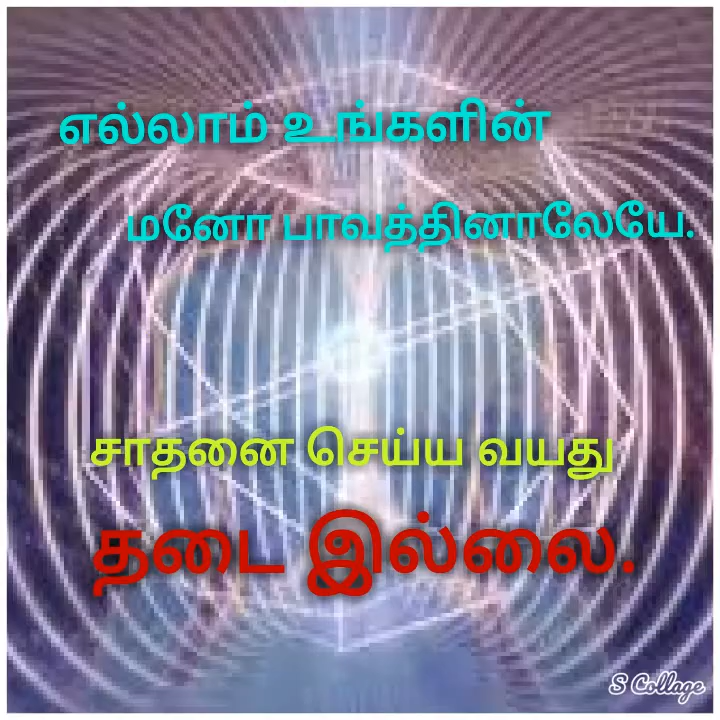 எல்லாம் உங்களின்
மனோ பாவத்தினாலேயே.
சாதனை செய்ய வயது
தடை இல்லை.
S Collage